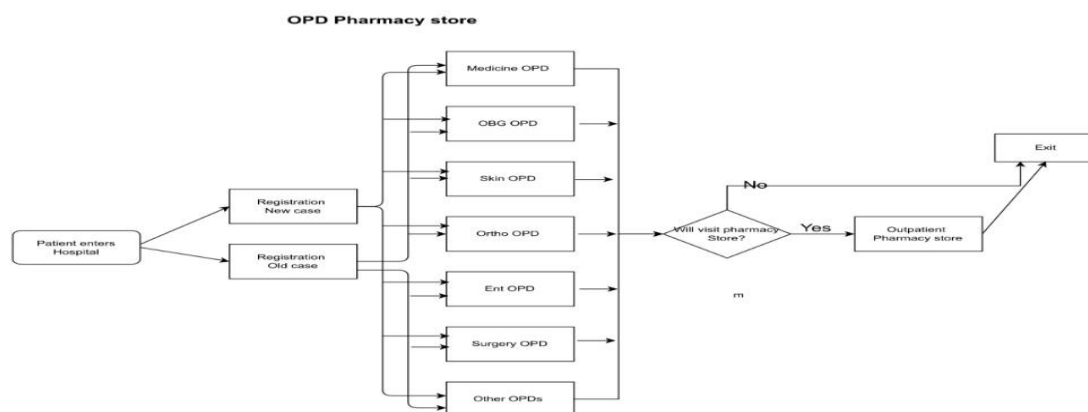 OPD Pharmacy store
Medicine OPD
OBG OPD
Skin OPD
Ortho OPD
Ent OPD
Surgery OPD
Other OPDs
Registration
New case
Registration
Old case
Patient enters
Hospital
Will visit pharmacy
Store?
No
Yes
Outpatient
Pharmacy store
Exit
m